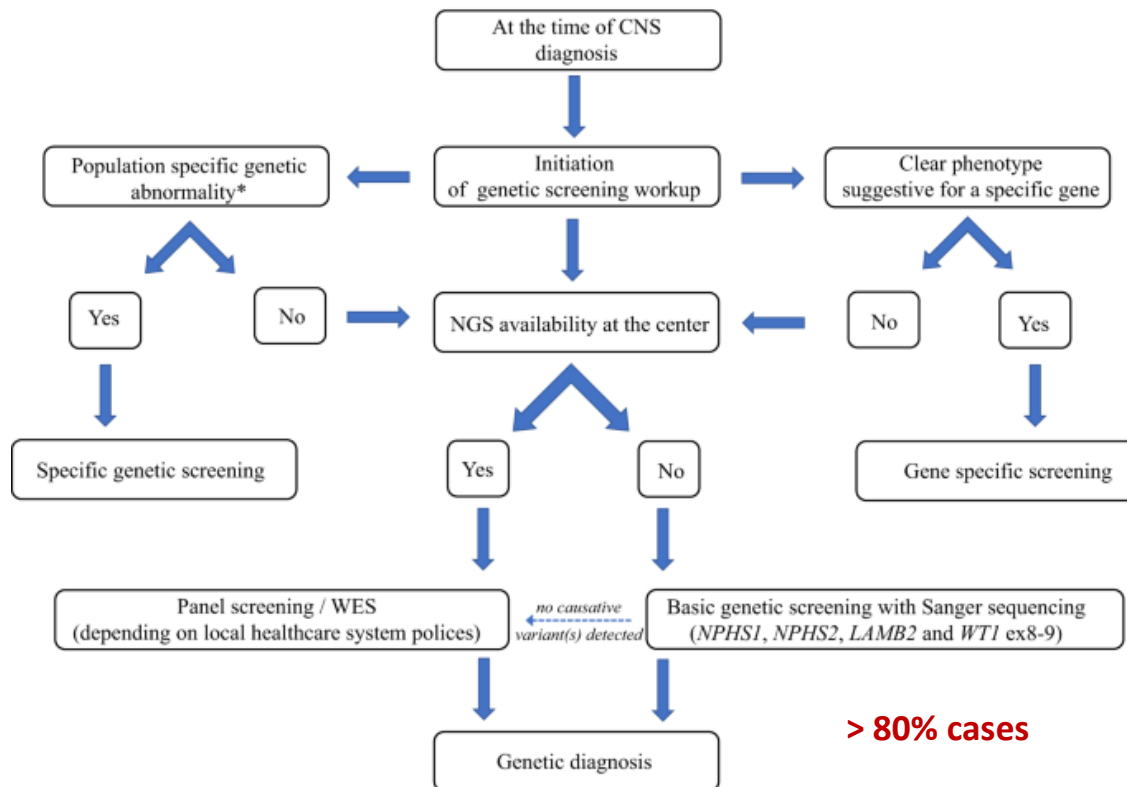 At the time of CNS
diagnosis
Population specific genetic
abnormality*
Initiation
of genetic screening workup
Clear phenotype
suggestive for a specific gene
Yes
No
NGS availability at the center
No
Yes
Specific genetic screening
Yes
No
Gene specific screening
Panel screening / WES
(depending on local healthcare system polices)
no causative
variant(s) detected
Basic genetic screening with Sanger sequencing
(NPHS1, NPHS2, LAMB2 and WT1 ex8-9)
> 80% cases
Genetic diagnosis